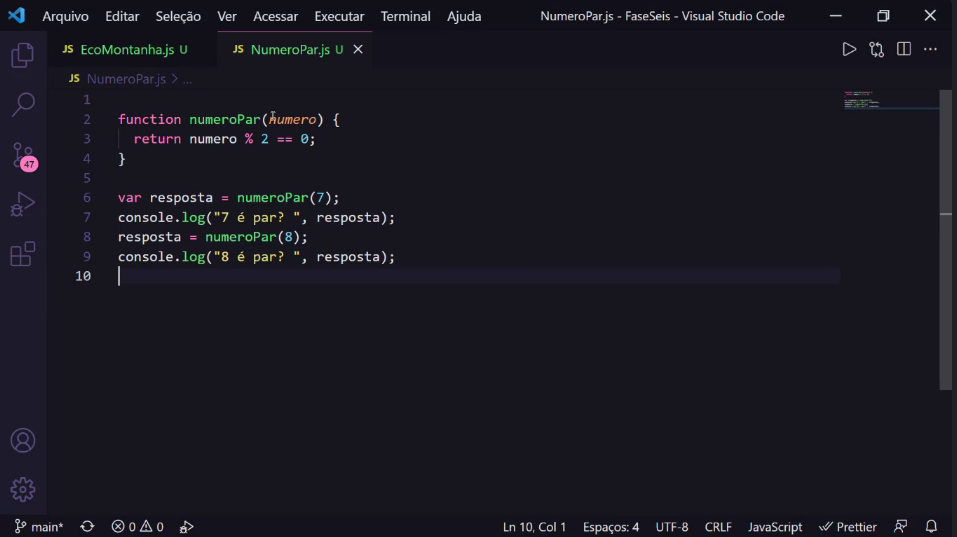 Arquivo Editar Seleção Ver Acessar Executar Terminal Ajuda NumeroPar.js - FaseSeis - Visual Studio Code
JS EcoMontanha.js U JS NumeroPar.js U
JS NumeroPar.js > ...
1
2 function numeroPar(numero) {
3 return numero % 2 == 0;
4 }
5
6 var resposta = numeroPar(7);
7 console.log("7 é par? ", resposta);
8 resposta = numeroPar(8);
9 console.log("8 é par? ", resposta);
10
47
main* 0 0 Ln 10, Col 1 Espaços: 4 UTF-8 CRLF JavaScript Prettier